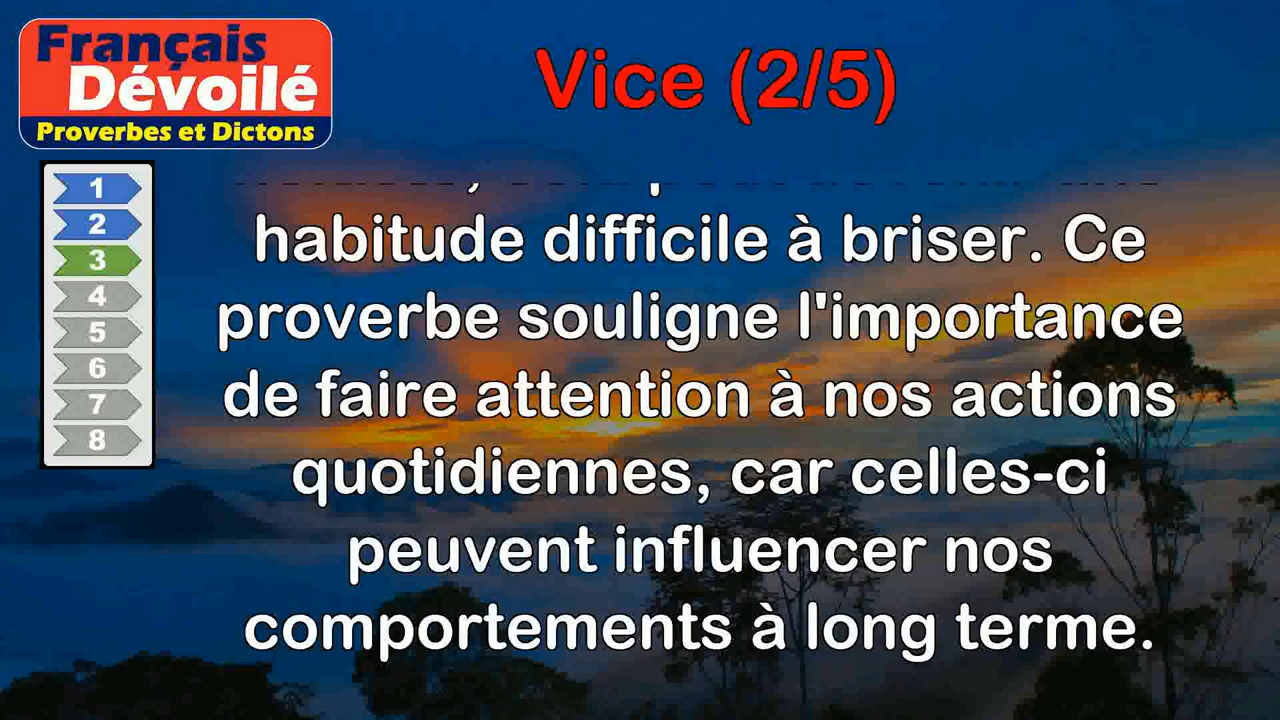 Français
Dévoilé
Proverbes et Dictons
Vice (2/5)
1
2
3
4
5
6
7
8
habitude difficile à briser. Ce
proverbe souligne l'importance
de faire attention à nos actions
quotidiennes, car celles-ci
peuvent influencer nos
comportements à long terme.